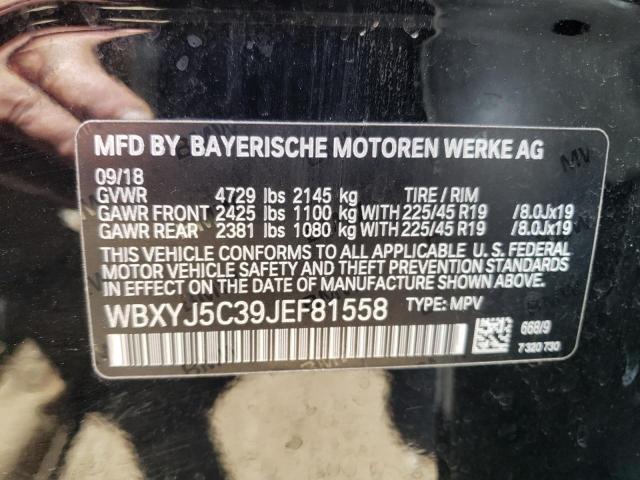 MFD BY BAYERISCHE MOTOREN WERKE AG
09/18
GVWR 4729 lbs 2145 kg TIRE / RIM
GAWR FRONT 2425 lbs 1100 kg WITH 225/45 R19 /8.0Jx19
GAWR REAR 2381 lbs 1080 kg WITH 225/45 R19 /8.0Jx19
THIS VEHICLE CONFORMS TO ALL APPLICABLE U.S. FEDERAL
MOTOR VEHICLE SAFETY AND THEFT PREVENTION STANDARDS
IN EFFECT ON THE DATE OF MANUFACTURE SHOWN ABOVE.
WBXYJ5C39JEF81558 TYPE: MPV
668/9
7 320 730